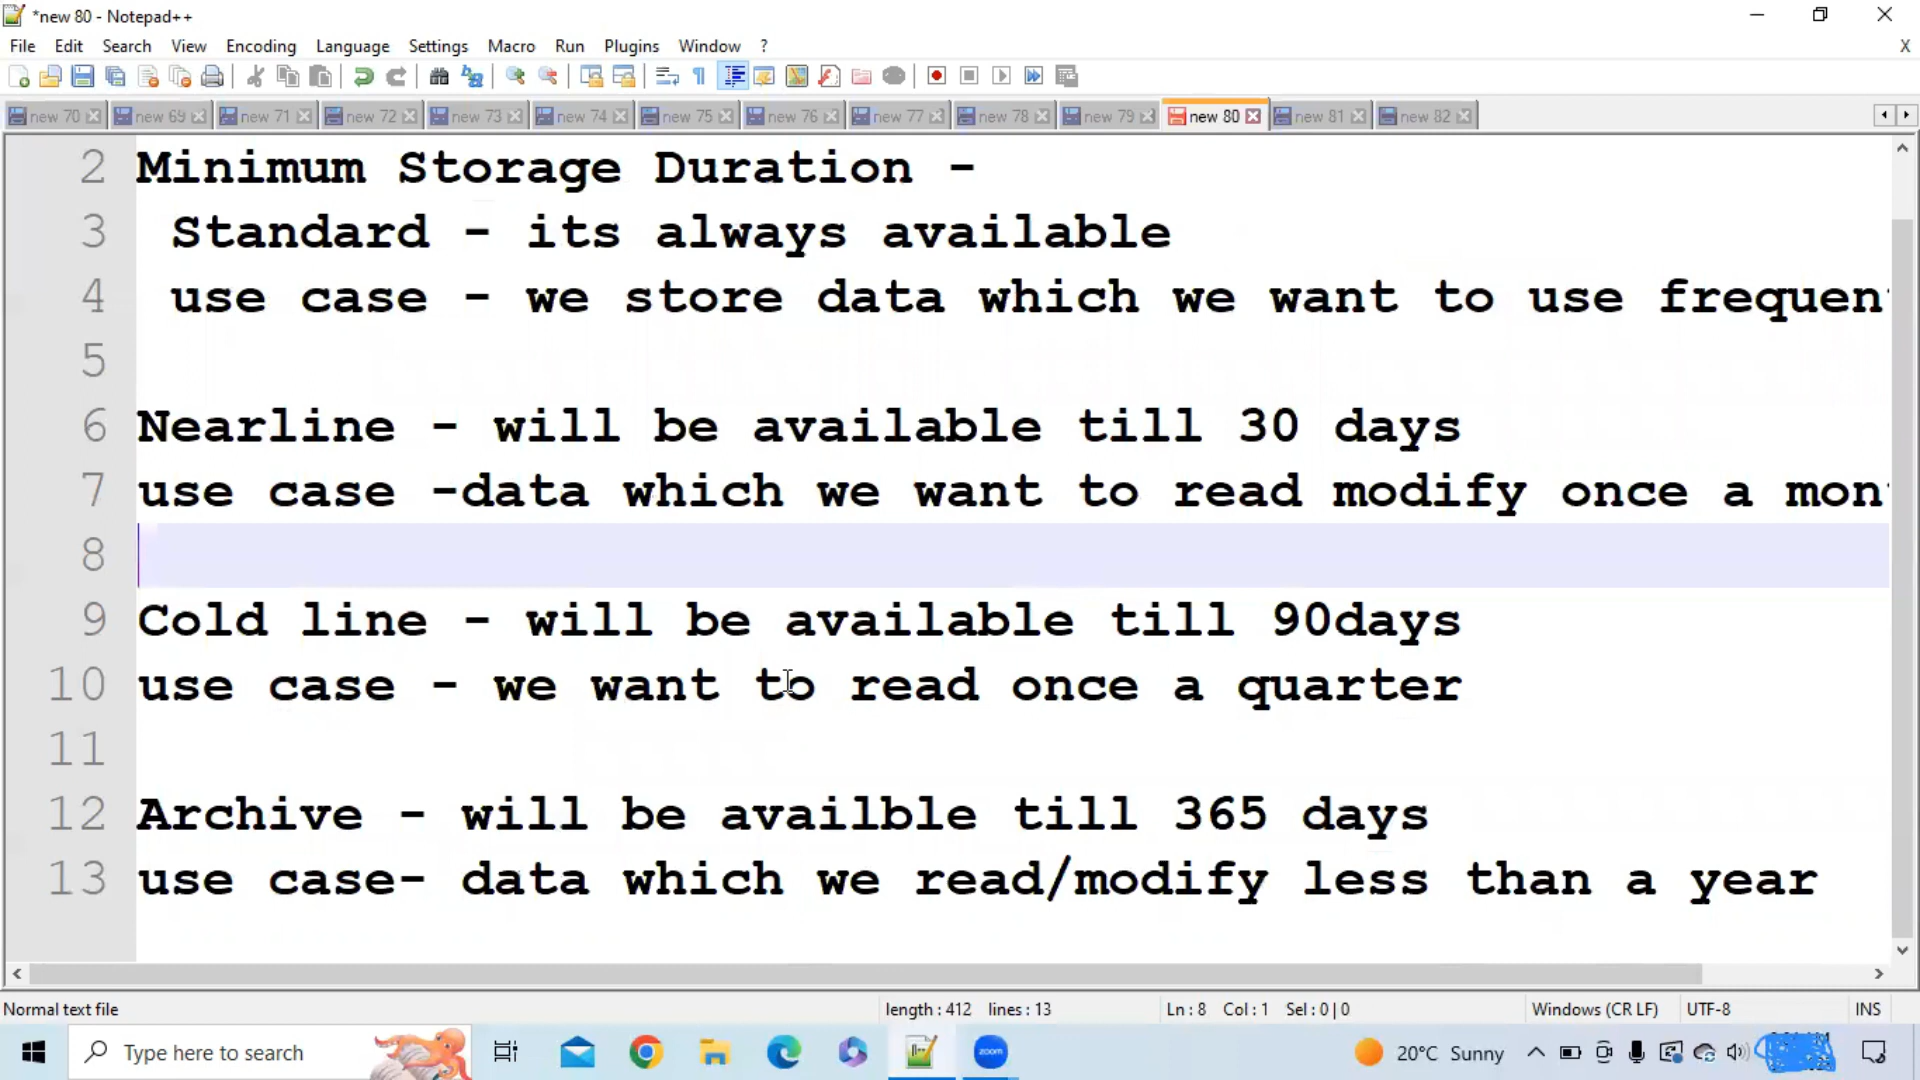 *new 80 - Notepad++
File Edit Search View Encoding Language Settings Macro Run Plugins Window ? X
new 70 new 69 new 71 new 72 new 73 new 74 new 75 new 76 new 77 new 78 new 79 new 80 new 81 new 82
2 Minimum Storage Duration -
3 Standard - its always available
4 use case - we store data which we want to use frequen
5
6 Nearline - will be available till 30 days
7 use case -data which we want to read modify once a mon
8
9 Cold line - will be available till 90days
10 use case - we want to read once a quarter
11
12 Archive - will be availble till 365 days
13 use case- data which we read/modify less than a year
Normal text file length : 412 lines : 13 Ln : 8 Col : 1 Sel : 0 | 0 Windows (CR LF) UTF-8 INS
Type here to search zoom 20°C Sunny